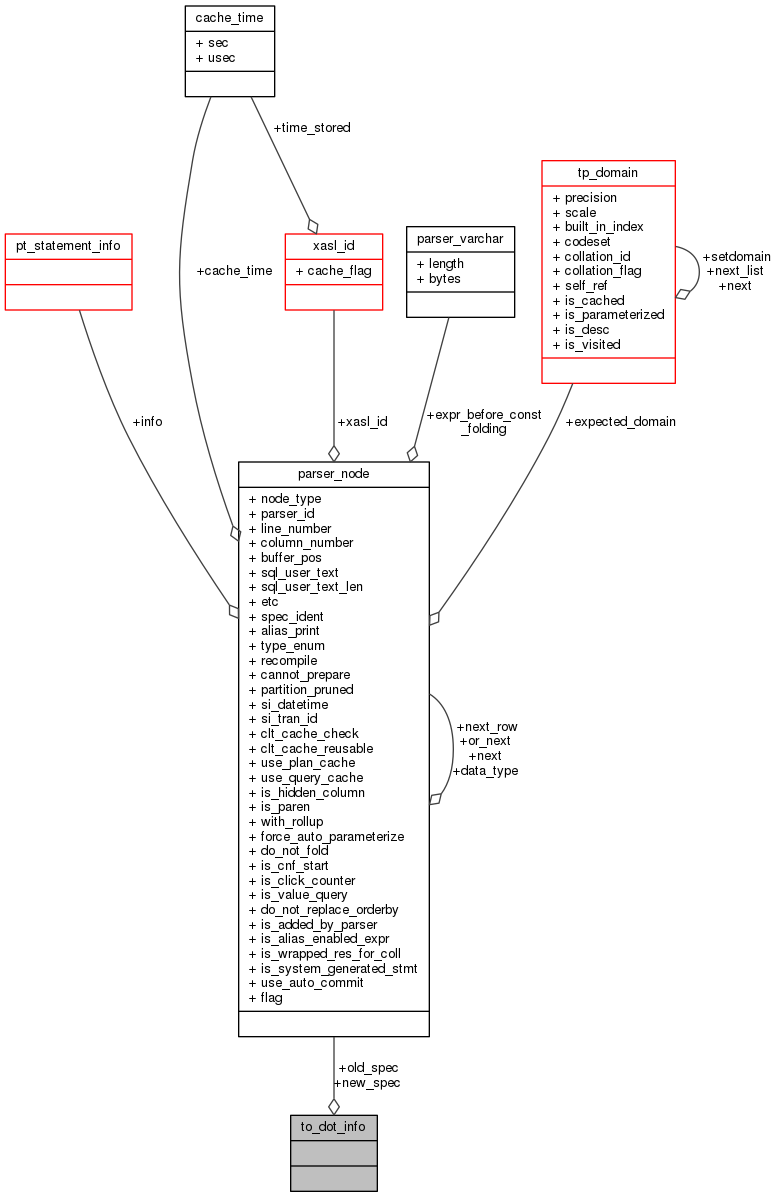 cache_time
+ sec
+ usec
+time_stored
tp_domain
+ precision
+ scale
+ built_in_index
+ codeset
+ collation_id
+ collation_flag
+ self_ref
+ is_cached
+ is_parameterized
+ is_desc
+ is_visited
+setdomain
+next_list
+next
pt_statement_info
xasl_id
+ cache_flag
parser_varchar
+ length
+ bytes
+cache_time
+info
+xasl_id
+expr_before_const
_folding
+expected_domain
parser_node
+ node_type
+ parser_id
+ line_number
+ column_number
+ buffer_pos
+ sql_user_text
+ sql_user_text_len
+ etc
+ spec_ident
+ alias_print
+ type_enum
+ recompile
+ cannot_prepare
+ partition_pruned
+ si_datetime
+ si_tran_id
+ clt_cache_check
+ clt_cache_reusable
+ use_plan_cache
+ use_query_cache
+ is_hidden_column
+ is_paren
+ with_rollup
+ force_auto_parameterize
+ do_not_fold
+ is_cnf_start
+ is_click_counter
+ is_value_query
+ do_not_replace_orderby
+ is_added_by_parser
+ is_alias_enabled_expr
+ is_wrapped_res_for_coll
+ is_system_generated_stmt
+ use_auto_commit
+ flag
+next_row
+or_next
+next
+data_type
+old_spec
+new_spec
to_dot_info